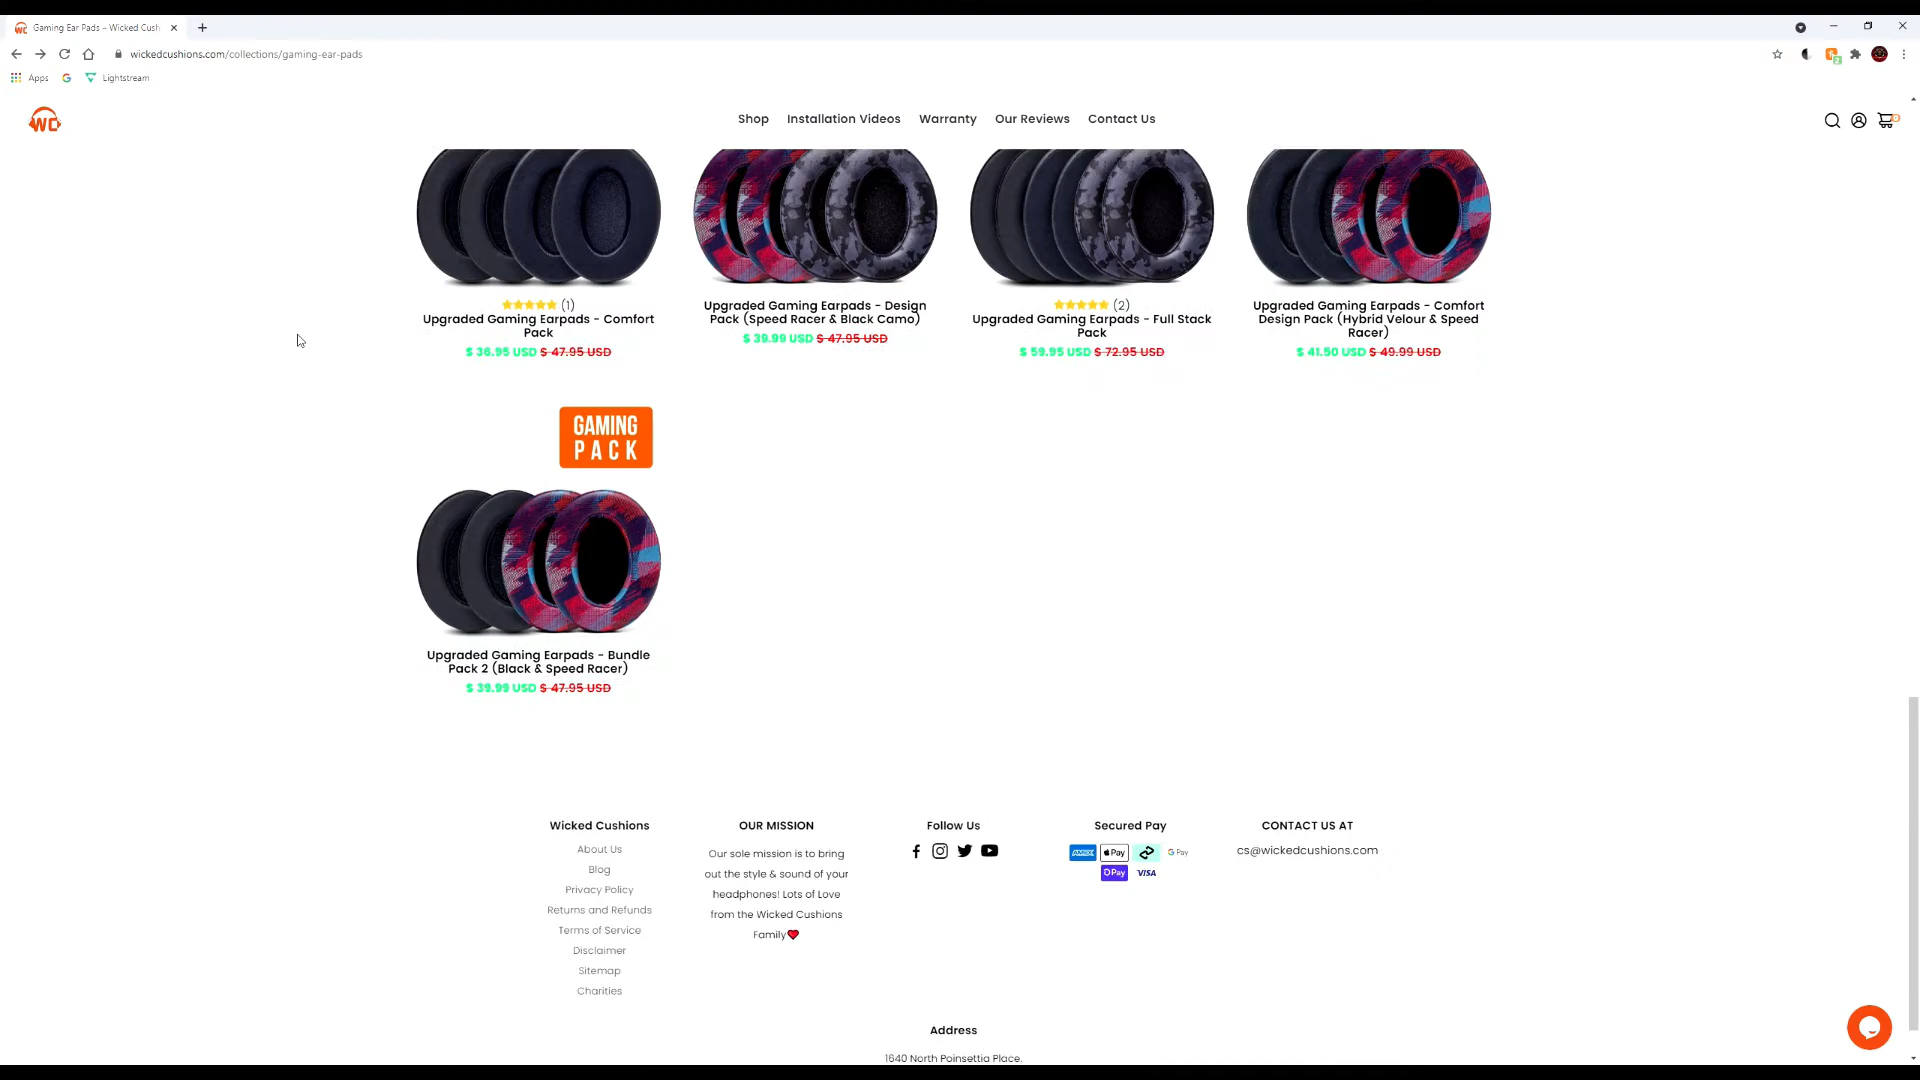 Gaming Ear Pads – Wicked Cush
wickedcushions.com/collections/gaming-ear-pads
Apps
Lightstream
WC
Shop
Installation Videos
Warranty
Our Reviews
Contact Us
(1)
Upgraded Gaming Earpads - Comfort
Pack
$ 36.95 USD $ 47.95 USD
Upgraded Gaming Earpads - Design
Pack (Speed Racer & Black Camo)
$ 39.99 USD $ 47.95 USD
(2)
Upgraded Gaming Earpads - Full Stack
Pack
$ 59.95 USD $ 72.95 USD
Upgraded Gaming Earpads - Comfort
Design Pack (Hybrid Velour & Speed
Racer)
$ 41.50 USD $ 49.99 USD
GAMING
PACK
Upgraded Gaming Earpads - Bundle
Pack 2 (Black & Speed Racer)
$ 39.99 USD $ 47.95 USD
Wicked Cushions
About Us
Blog
Privacy Policy
Returns and Refunds
Terms of Service
Disclaimer
Sitemap
Charities
OUR MISSION
Our sole mission is to bring
out the style & sound of your
headphones! Lots of Love
from the Wicked Cushions
Family❤
Follow Us
Secured Pay
AMEX
Pay
G Pay
Pay
VISA
CONTACT US AT
cs@wickedcushions.com
Address
1640 North Poinsettia Place.